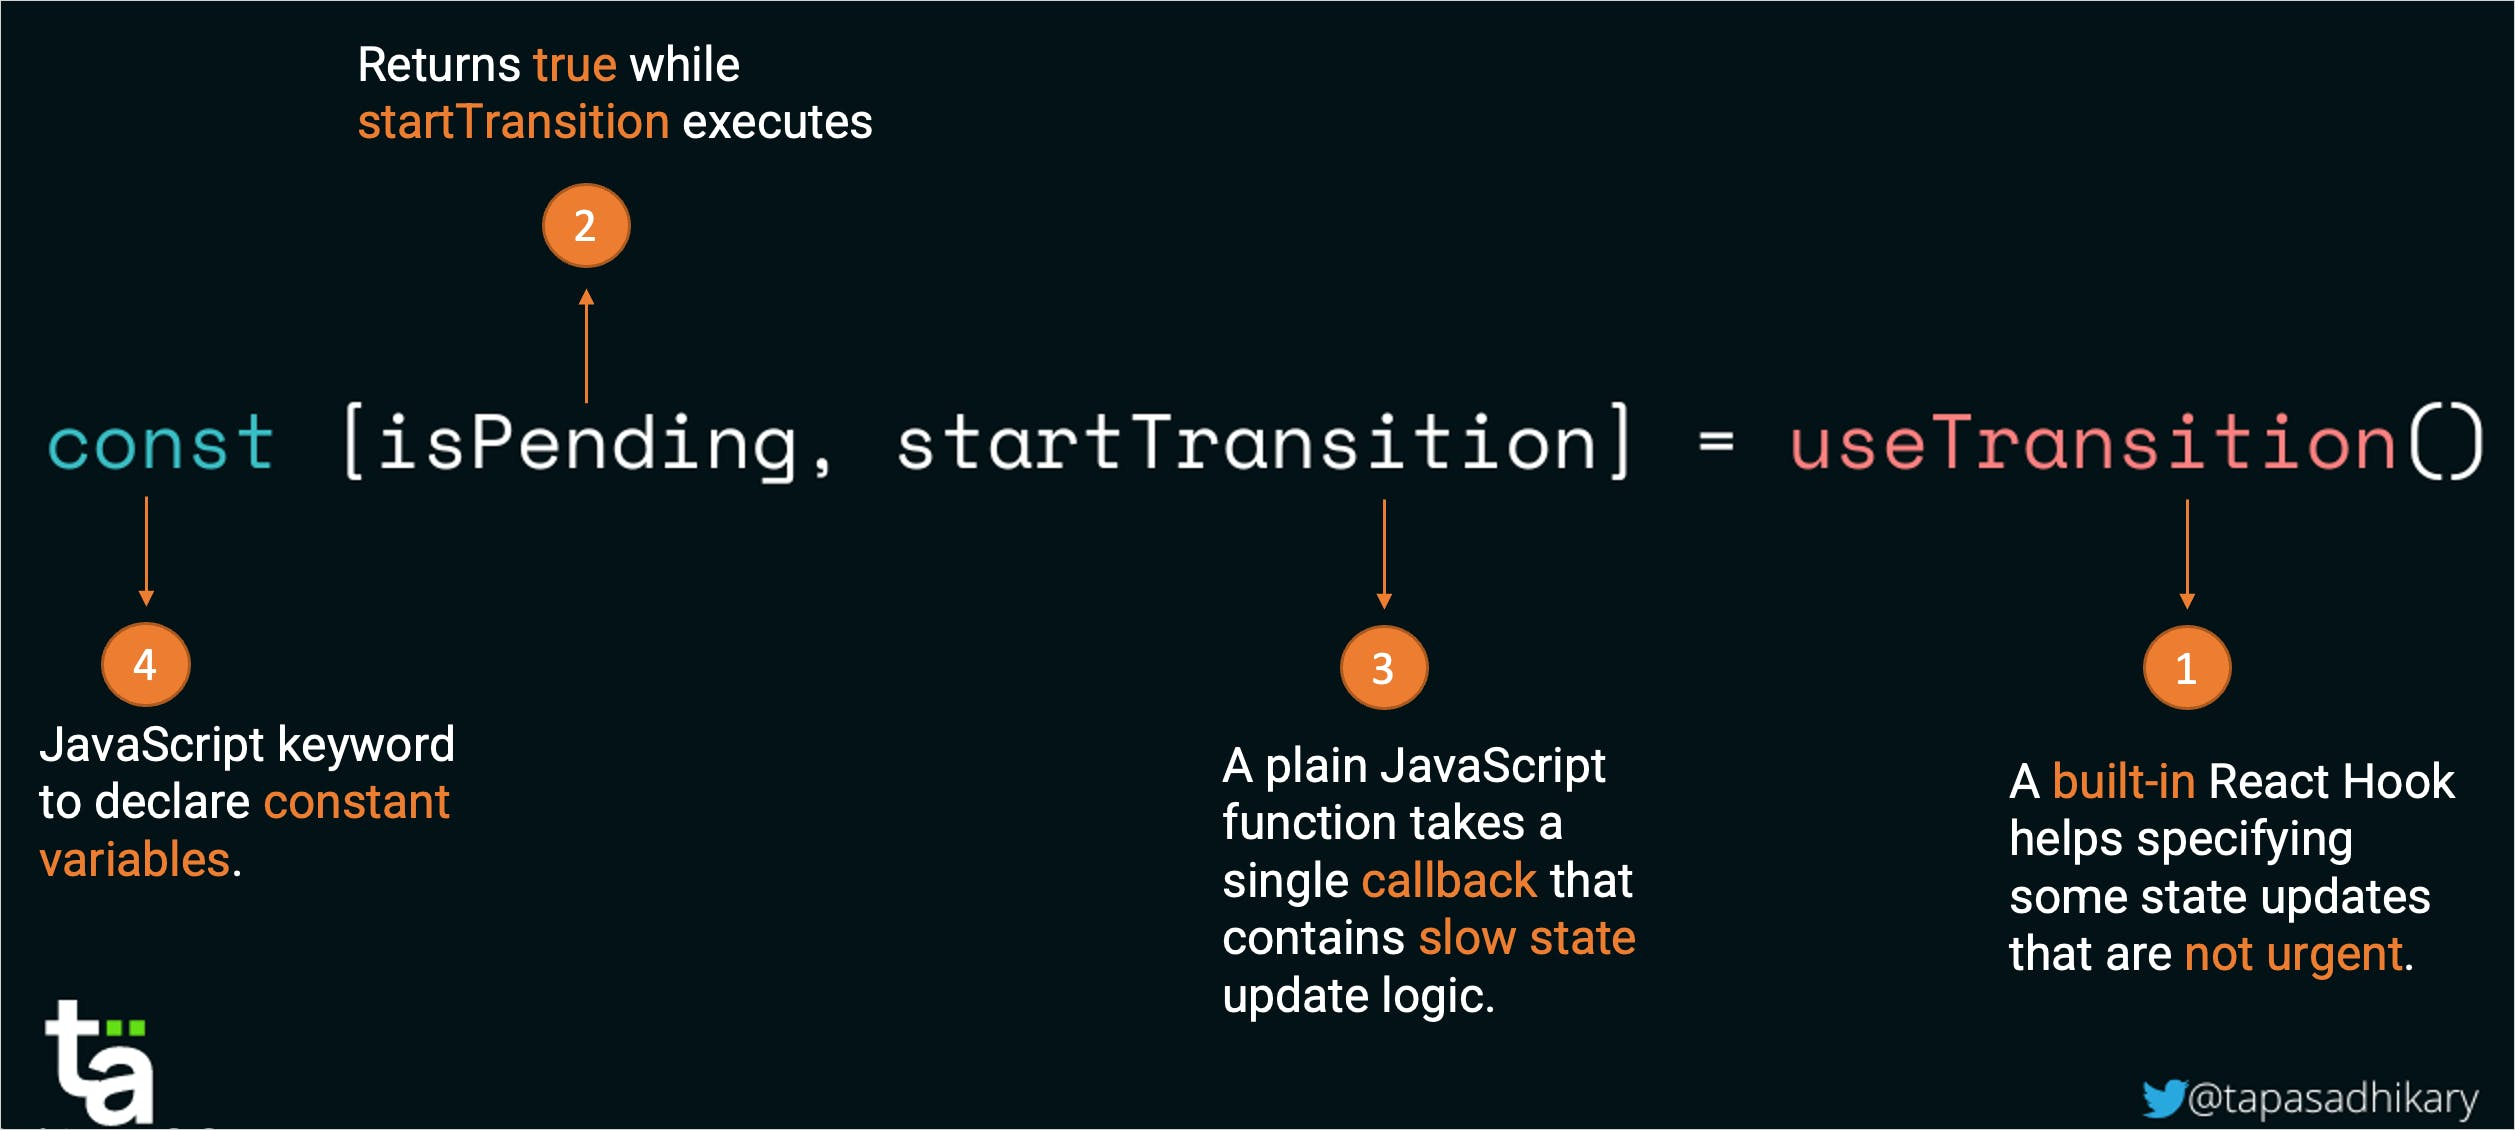 Returns true while
startTransition executes
2
const [isPending, startTransition] = useTransition()
4
JavaScript keyword
to declare constant
variables.
3
A plain JavaScript
function takes a
single callback that
contains slow state
update logic.
1
A built-in React Hook
helps specifying
some state updates
that are not urgent.
ta
@tapasadhikary